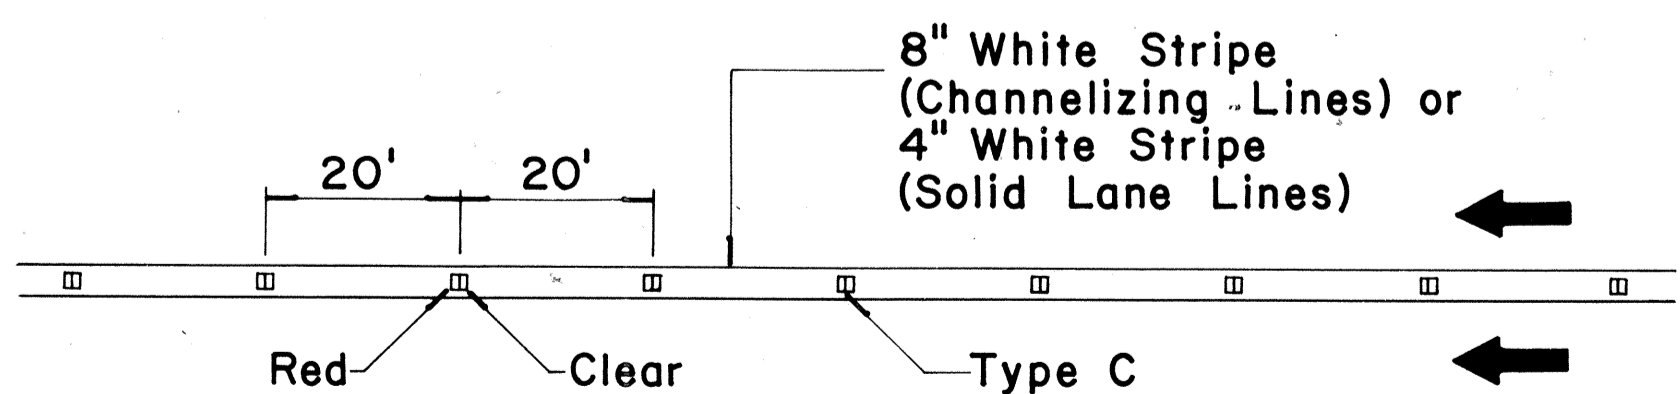 8" White Stripe
(Channelizing Lines) or
4" White Stripe
(Solid Lane Lines)
20' 20'
Red Clear Type C